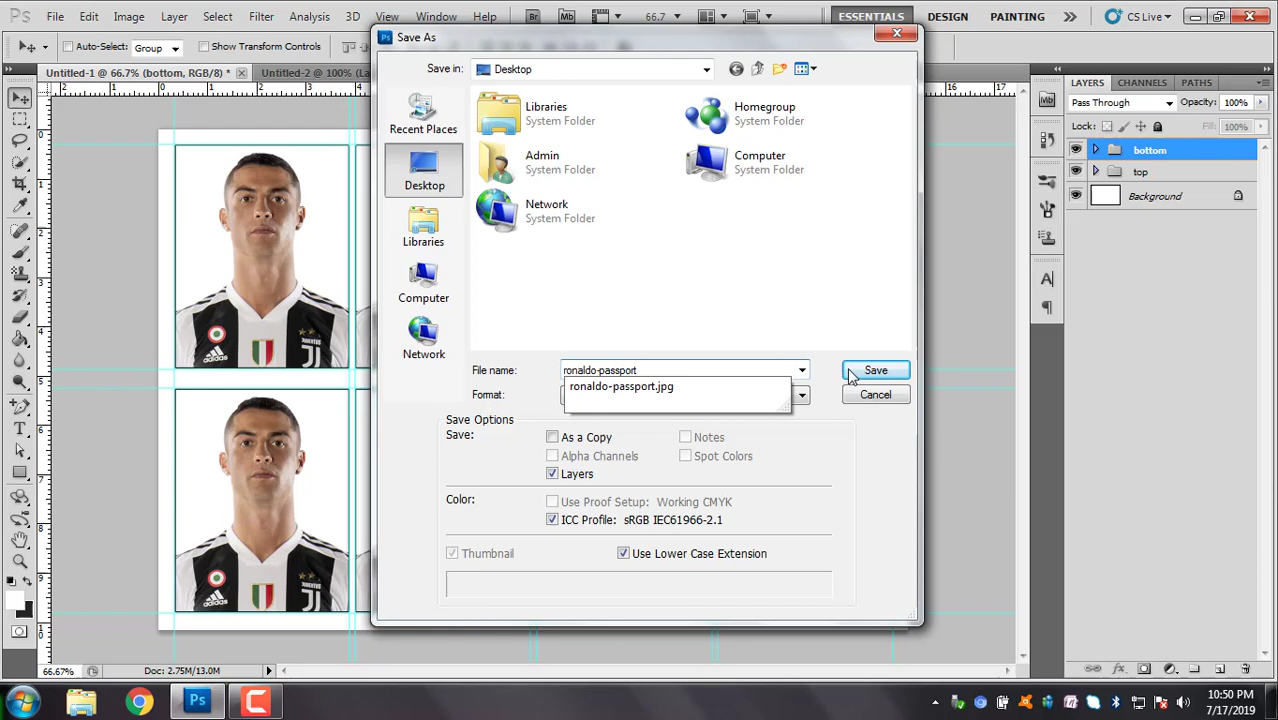 File Edit Image Layer Select Filter Analysis 3D View Window Help Br Mb 66.7 ESSENTIALS DESIGN PAINTING CS Live
Auto-Select: Group Show Transform Controls
Untitled-1 @ 66.7% (bottom, RGB/8) * Untitled-2 @ 100% (La
Ps Save As
Save in: Desktop
Recent Places
Desktop
Libraries
Computer
Network
Libraries
System Folder
Homegroup
System Folder
Admin
System Folder
Computer
System Folder
Network
System Folder
File name: ronaldo-passport Save
ronaldo-passport.jpg
Format: Cancel
Save Options
Save: As a Copy Notes
Alpha Channels Spot Colors
Layers
Color: Use Proof Setup: Working CMYK
ICC Profile: sRGB IEC61966-2.1
Thumbnail Use Lower Case Extension
LAYERS CHANNELS PATHS
Pass Through Opacity: 100%
Lock: Fill: 100%
bottom
top
Background
66.67% Doc: 2.75M/13.0M
Ps
10:50 PM
7/17/2019